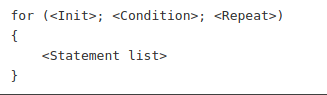 for (<Init>; <Condition>; <Repeat>)
{
    <Statement list>
}